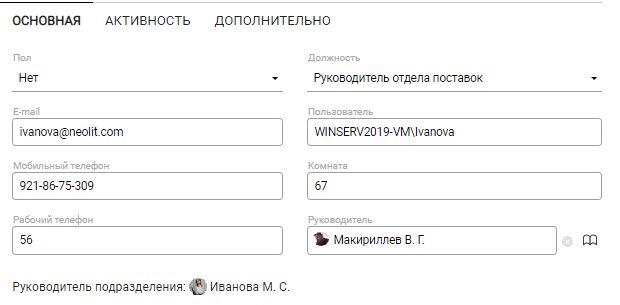 ОСНОВНАЯ АКТИВНОСТЬ ДОПОЛНИТЕЛЬНО
Пол Должность
Нет Руководитель отдела поставок
E-mail Пользователь
ivanova@neolit.com WINSERV2019-VM\Ivanova
Мобильный телефон Комната
921-86-75-309 67
Рабочий телефон Руководитель
56 Макириллев В. Г.
Руководитель подразделения: Иванова М. С.